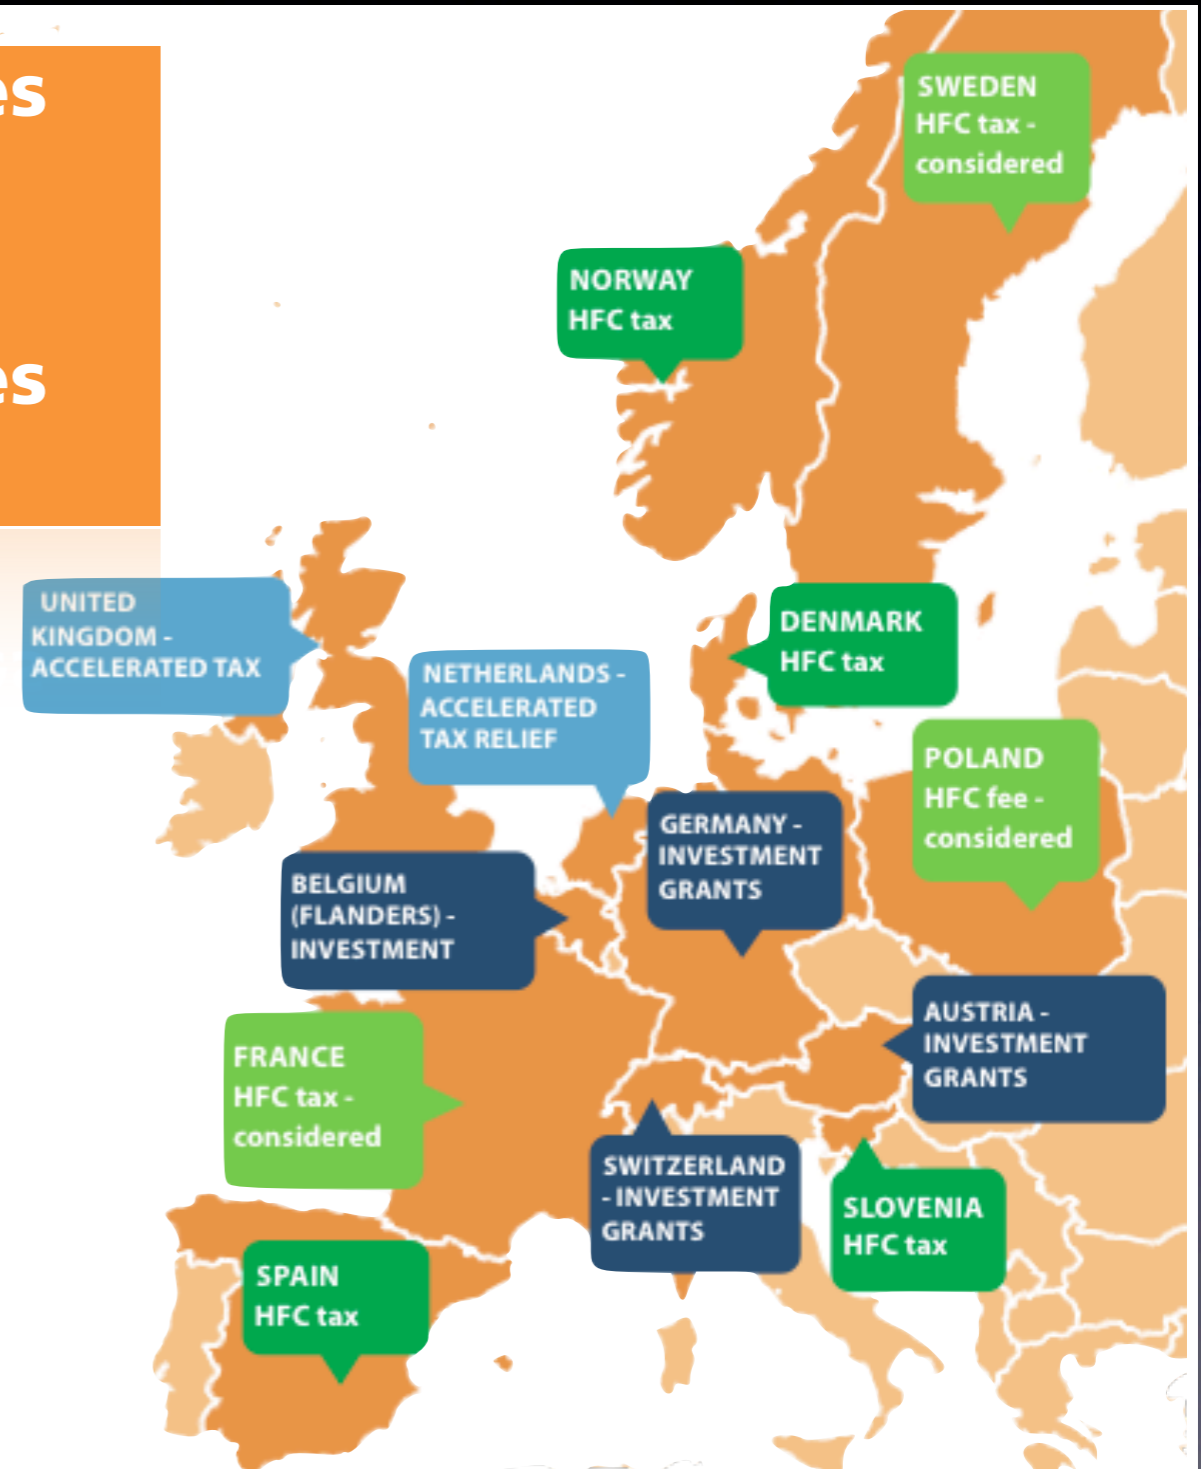 es
es
SWEDEN
HFC tax -
considered
NORWAY
HFC tax
UNITED
KINGDOM -
ACCELERATED TAX
DENMARK
HFC tax
NETHERLANDS -
ACCELERATED
TAX RELIEF
POLAND
HFC fee -
considered
GERMANY -
INVESTMENT
GRANTS
BELGIUM
(FLANDERS) -
INVESTMENT
AUSTRIA -
INVESTMENT
GRANTS
FRANCE
HFC tax -
considered
SWITZERLAND
- INVESTMENT
GRANTS
SLOVENIA
HFC tax
SPAIN
HFC tax